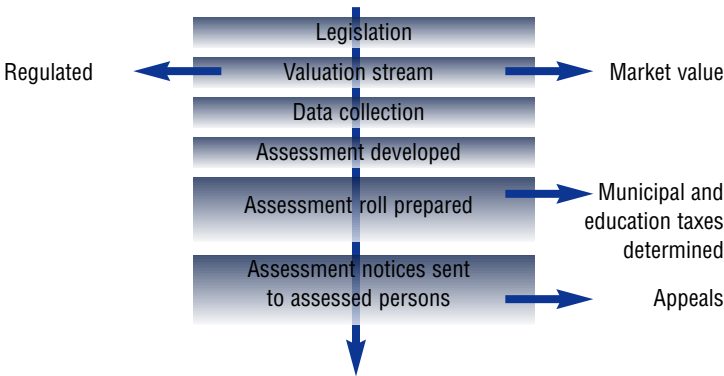 Legislation
Regulated
Valuation stream
Market value
Data collection
Assessment developed
Assessment roll prepared
Municipal and
education taxes
determined
Assessment notices sent
to assessed persons
Appeals